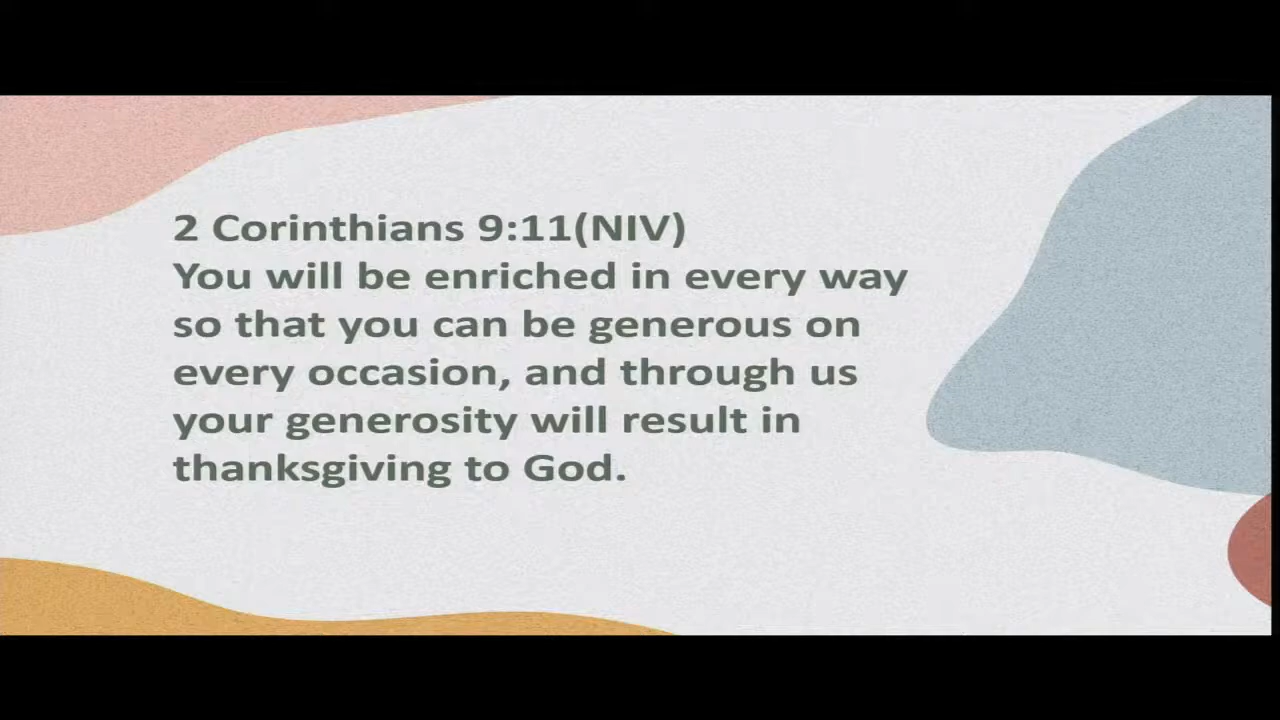 2 Corinthians 9:11(NIV)
You will be enriched in every way
so that you can be generous on
every occasion, and through us
your generosity will result in
thanksgiving to God.